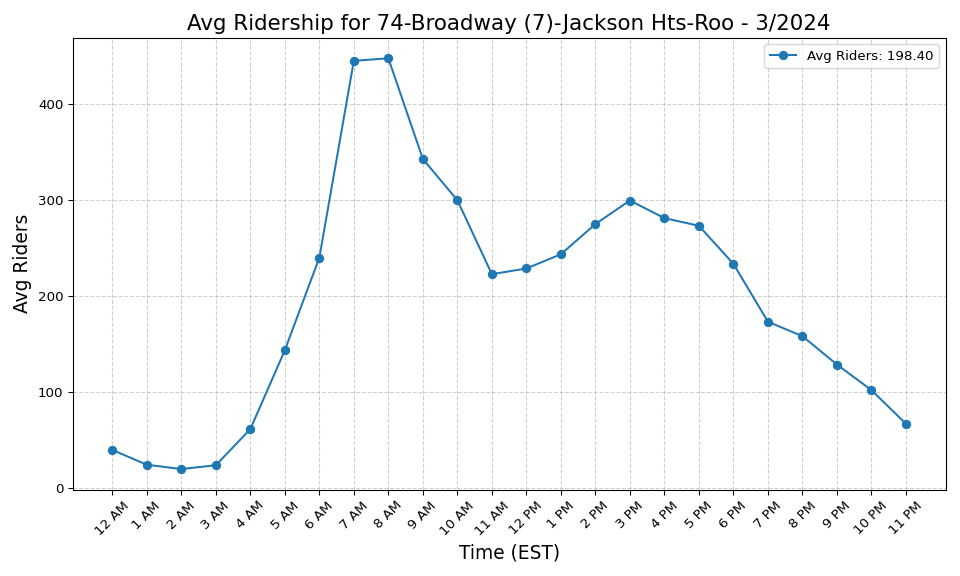 Avg Ridership for 74-Broadway (7)-Jackson Hts-Roo - 3/2024
Avg Riders: 198.40
Avg Riders
400
300
200
100
0
12 AM
1 AM
2 AM
3 AM
4 AM
5 AM
6 AM
7 AM
8 AM
9 AM
10 AM
11 AM
12 PM
1 PM
2 PM
3 PM
4 PM
5 PM
6 PM
7 PM
8 PM
9 PM
10 PM
11 PM
Time (EST)